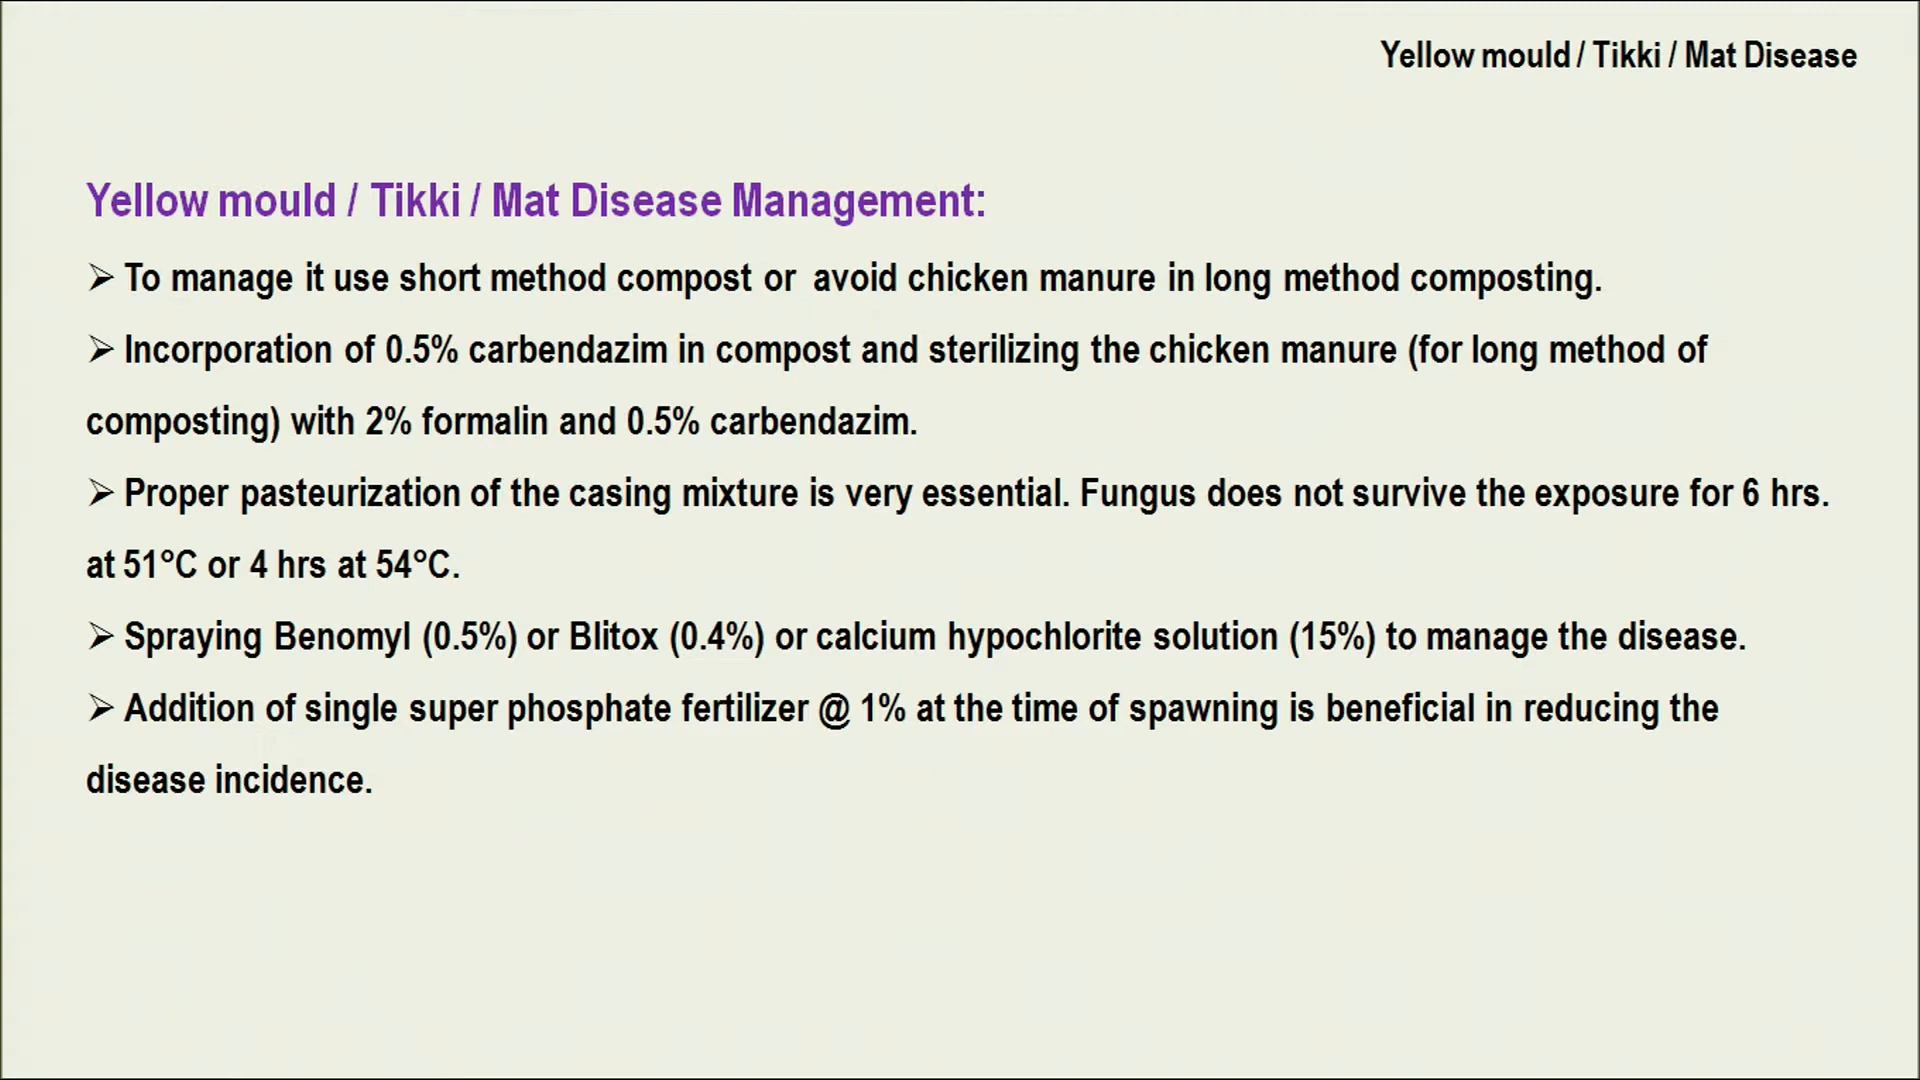 Yellow mould / Tikki / Mat Disease
Yellow mould / Tikki / Mat Disease Management:
➢ To manage it use short method compost or avoid chicken manure in long method composting.
➢ Incorporation of 0.5% carbendazim in compost and sterilizing the chicken manure (for long method of
composting) with 2% formalin and 0.5% carbendazim.
➢ Proper pasteurization of the casing mixture is very essential. Fungus does not survive the exposure for 6 hrs.
at 51°C or 4 hrs at 54°C.
➢ Spraying Benomyl (0.5%) or Blitox (0.4%) or calcium hypochlorite solution (15%) to manage the disease.
➢ Addition of single super phosphate fertilizer @ 1% at the time of spawning is beneficial in reducing the
disease incidence.